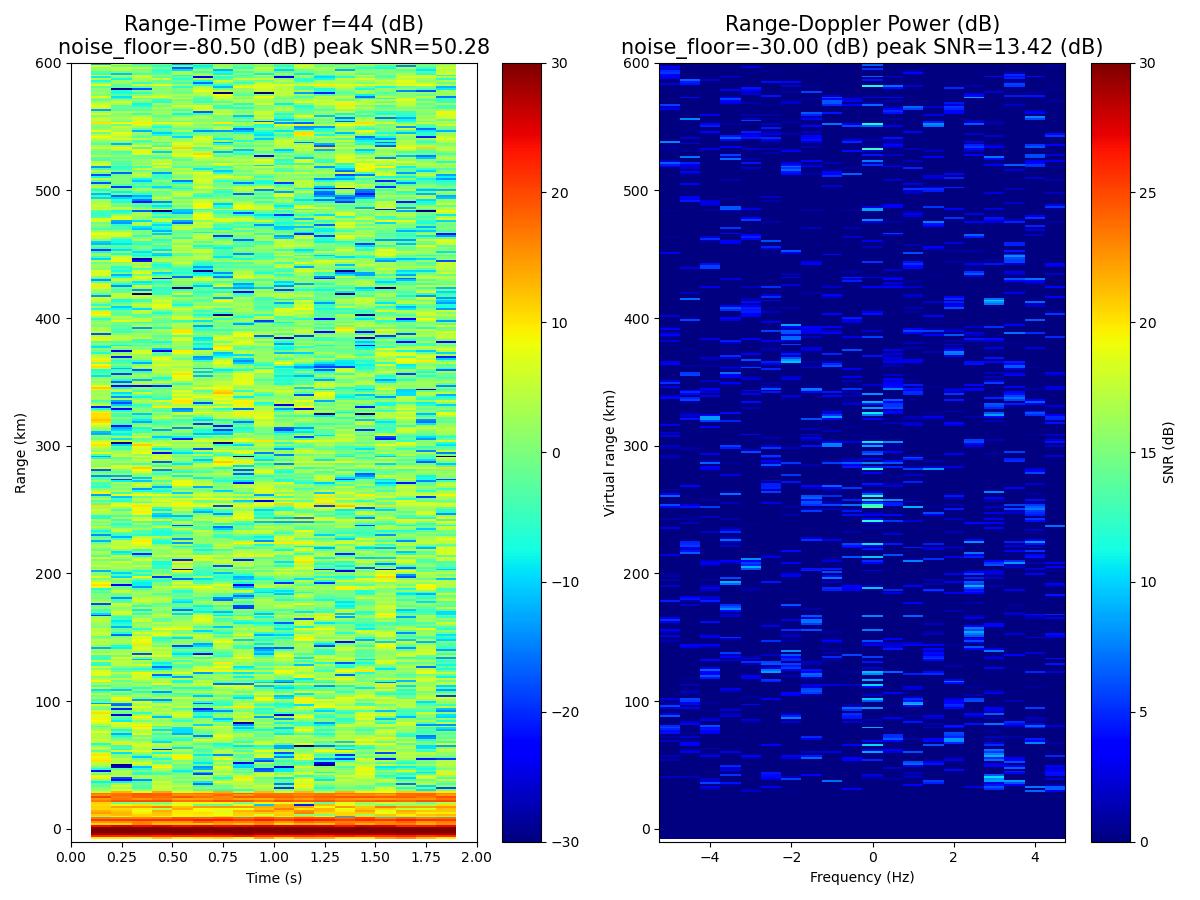 Range-Time Power f=44 (dB)
noise_floor=-80.50 (dB) peak SNR=50.28
Range-Doppler Power (dB)
noise_floor=-30.00 (dB) peak SNR=13.42 (dB)
600
500
400
300
200
100
0
Range (km)
0.00 0.25 0.50 0.75 1.00 1.25 1.50 1.75 2.00
Time (s)
30
20
10
0
−10
−20
−30
600
500
400
300
200
100
0
Virtual range (km)
−4 −2 0 2 4
Frequency (Hz)
30
25
20
15
10
5
0
SNR (dB)